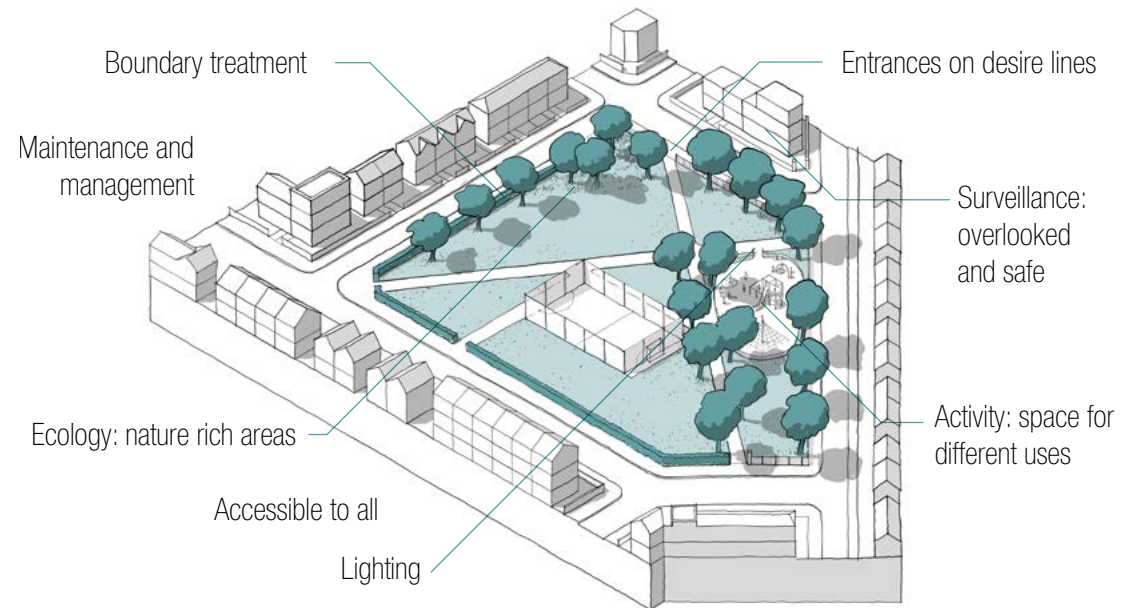 Boundary treatment
Entrances on desire lines
Maintenance and
management
Surveillance:
overlooked
and safe
Activity: space for
different uses
Ecology: nature rich areas
Accessible to all
Lighting